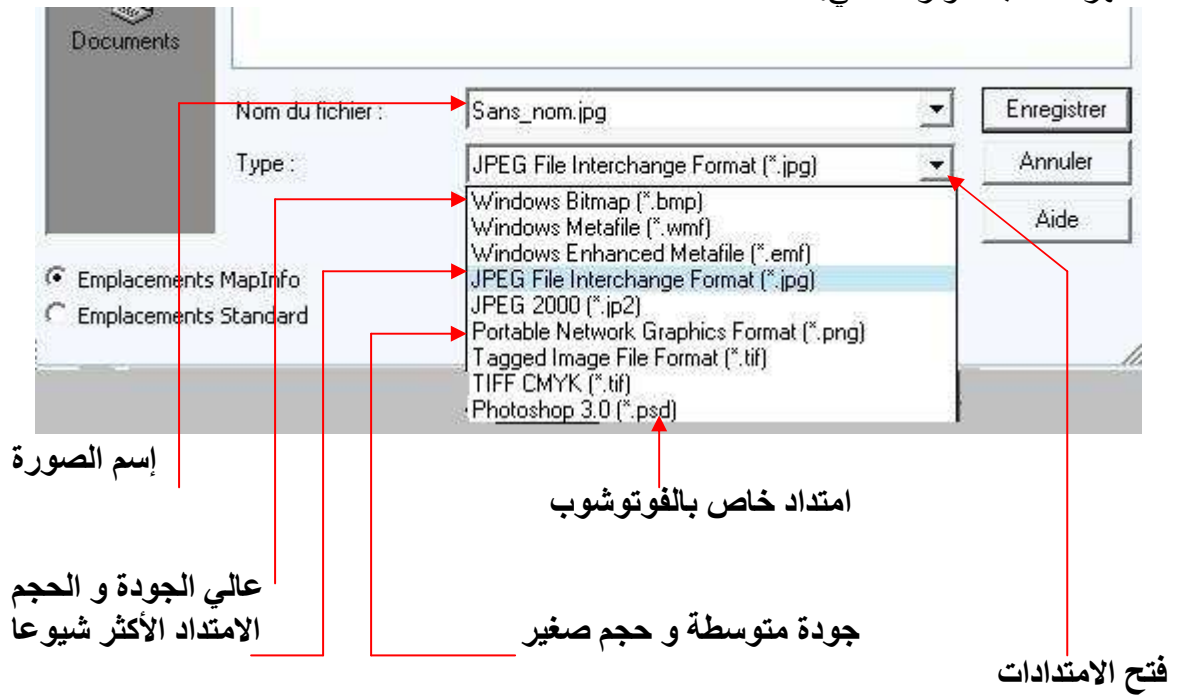 Documents
Nom du fichier :
Sans_nom.jpg
Enregistrer
Type :
JPEG File Interchange Format (*.jpg)
Annuler
Windows Bitmap (*.bmp)
Aide
Windows Metafile (*.wmf)
Windows Enhanced Metafile (*.emf)
JPEG File Interchange Format (*.jpg)
JPEG 2000 (*.jp2)
Portable Network Graphics Format (*.png)
Tagged Image File Format (*.tif)
TIFF CMYK (*.tif)
Photoshop 3.0 (*.psd)
Emplacements MapInfo
Emplacements Standard
إسم الصورة
امتداد خاص بالفوتوشوب
عالي الجودة و الحجم
الامتداد الأكثر شيوعا
جودة متوسطة و حجم صغير
فتح الامتدادات